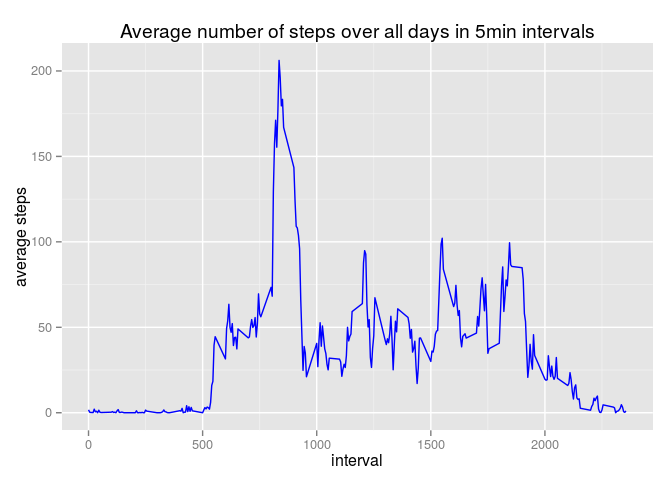 Average number of steps over all days in 5min intervals
average steps
200
150
100
50
0
0 500 1000 1500 2000
interval